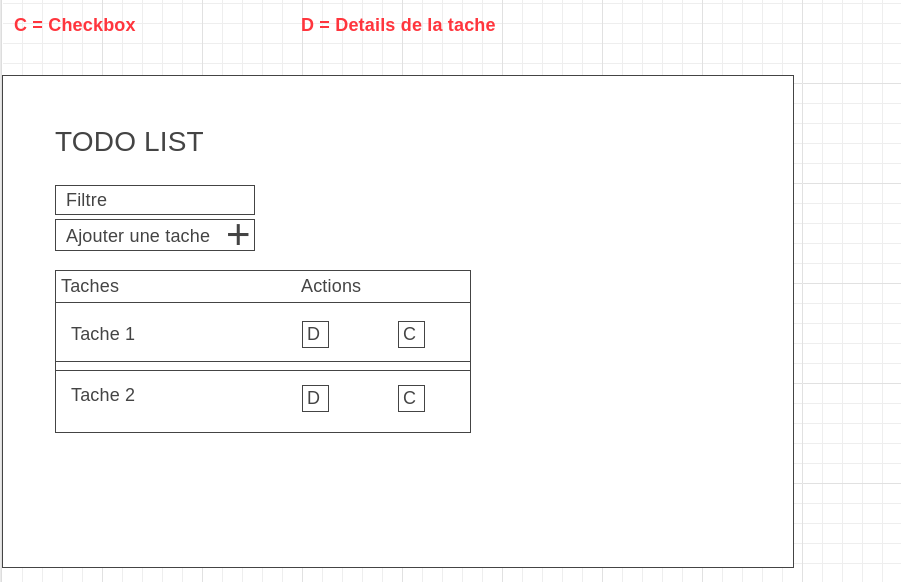 C = Checkbox D = Details de la tache
TODO LIST
Filtre
Ajouter une tache +
Taches Actions
Tache 1 D C
Tache 2 D C